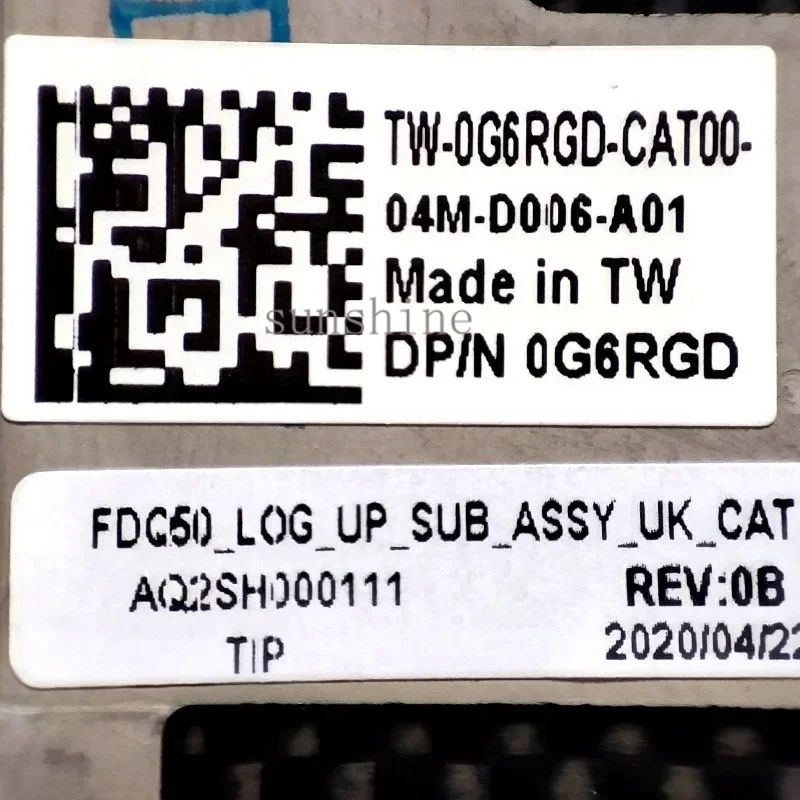 TW-0G6RGD-CAT00-
04M-D006-A01
Made in TW
sunshine
DP/N 0G6RGD
FDQ50_LOG_UP_SUB_ASSY_UK_CAT
AQ2SH000111
REV:0B
TIP
2020/04/22